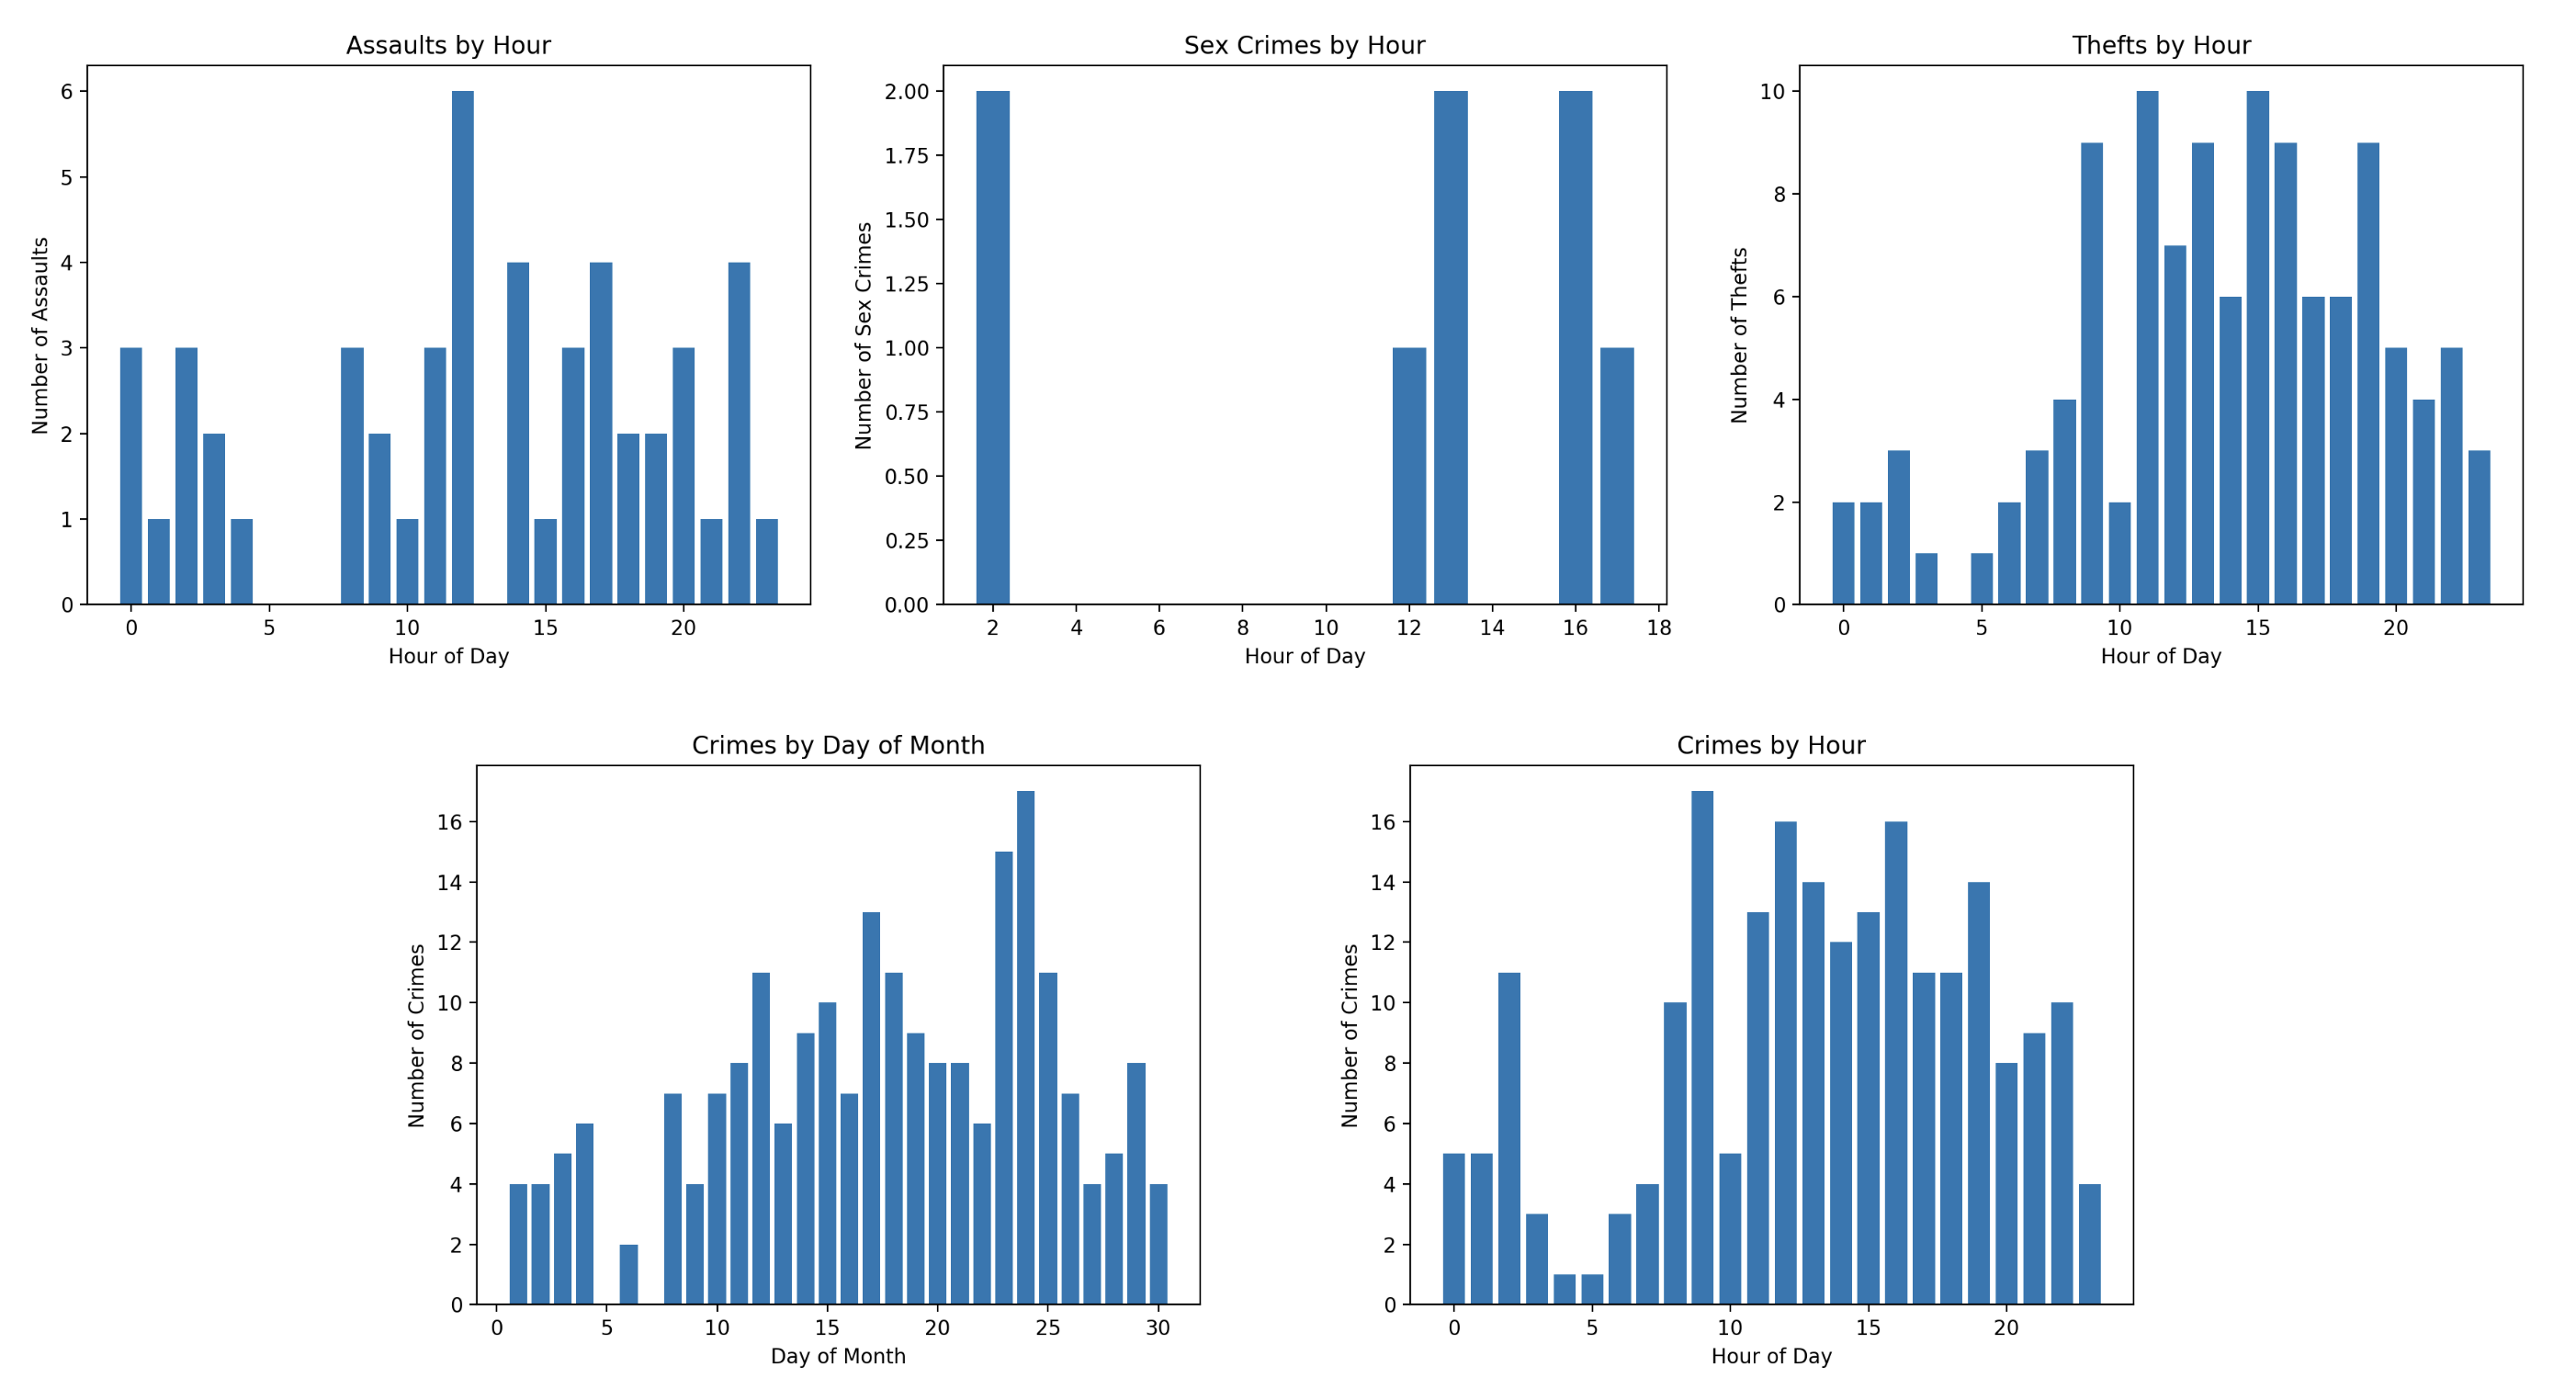 Assaults by Hour
Number of Assaults
6
5
4
3
2
1
0
0 5 10 15 20
Hour of Day
Sex Crimes by Hour
Number of Sex Crimes
2.00
1.75
1.50
1.25
1.00
0.75
0.50
0.25
0.00
2 4 6 8 10 12 14 16 18
Hour of Day
Thefts by Hour
Number of Thefts
10
8
6
4
2
0
0 5 10 15 20
Hour of Day
Crimes by Day of Month
Number of Crimes
16
14
12
10
8
6
4
2
0
0 5 10 15 20 25 30
Day of Month
Crimes by Hour
Number of Crimes
16
14
12
10
8
6
4
2
0
0 5 10 15 20
Hour of Day